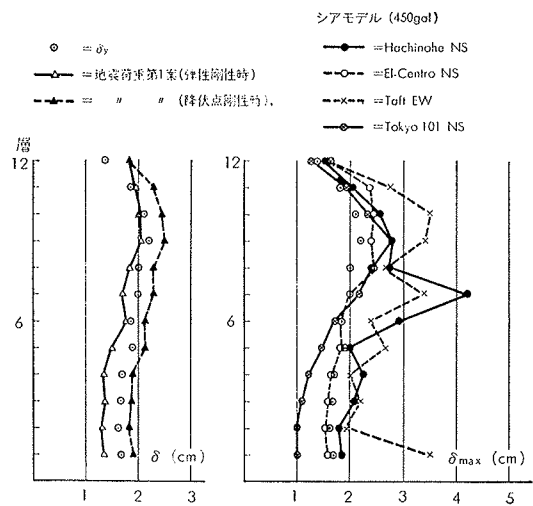 シアモデル (450gal)
= δy
=地震荷重第1案(弾性剛性時)
= 〃 〃 (降伏点剛性時),
=Hachinohe NS
=El-Centro NS
=Taft EW
=Tokyo 101 NS
層
12
6
δ (cm)
1 2 3
12
6
δmax (cm)
1 2 3 4 5